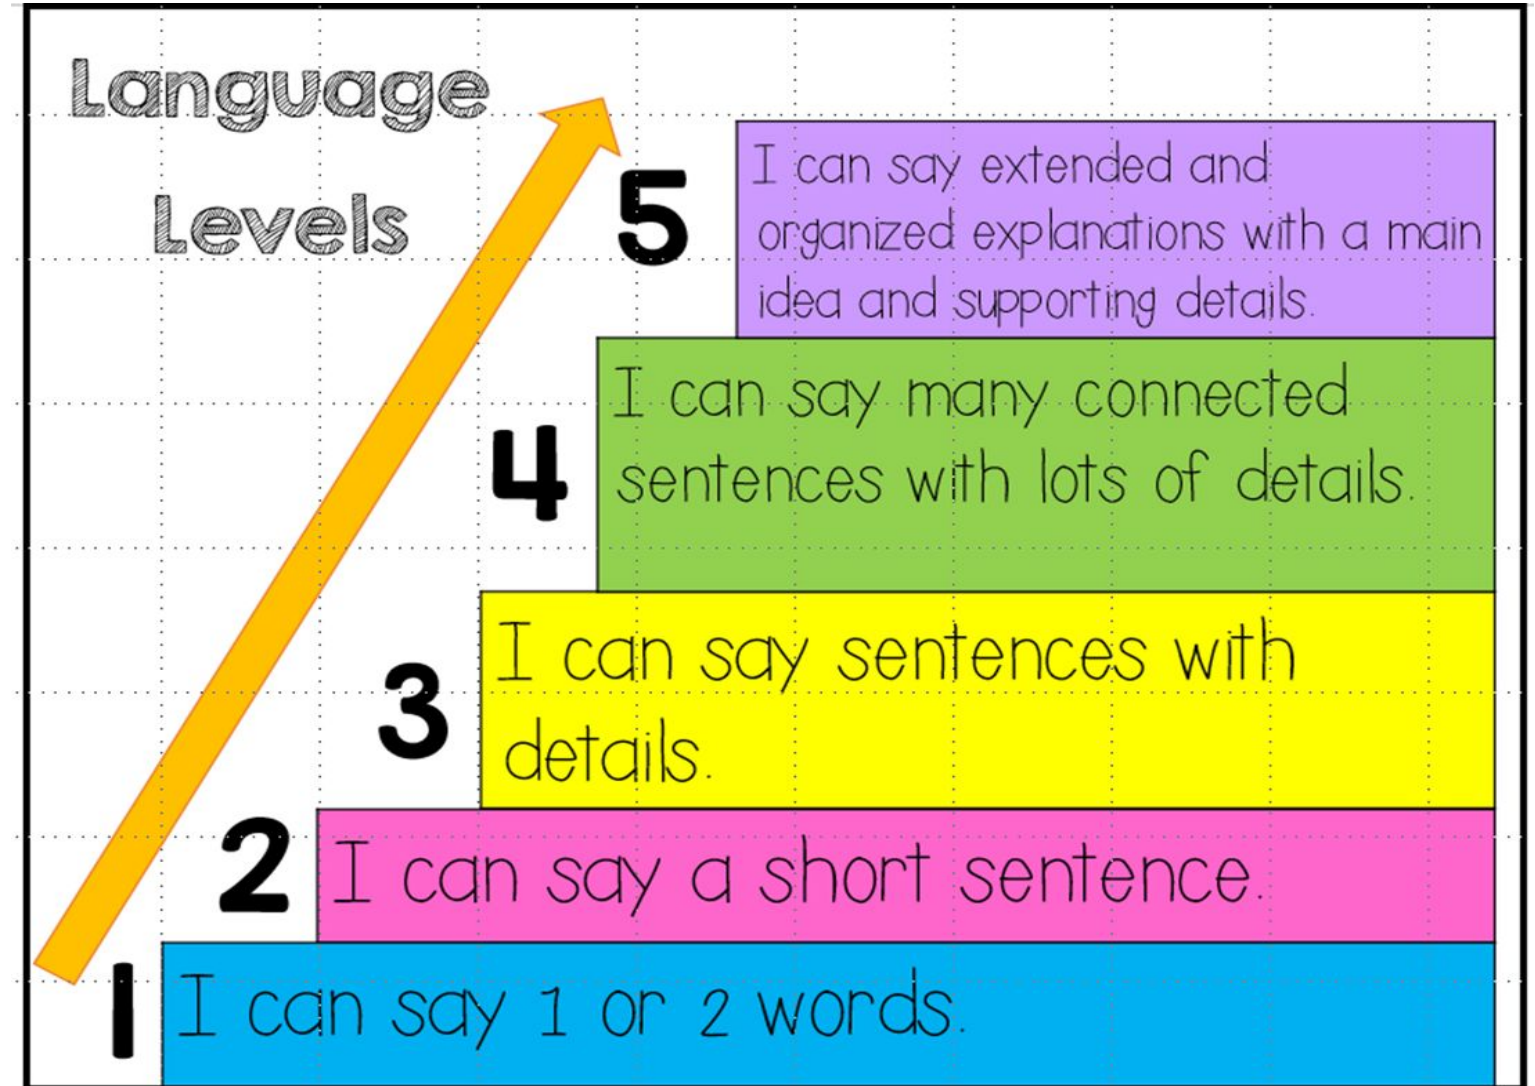 Language
Levels
5
I can say extended and
organized explanations with a main
idea and supporting details.
4
I can say many connected
sentences with lots of details.
3
I can say sentences with
details.
2
I can say a short sentence.
1
I can say 1 or 2 words.